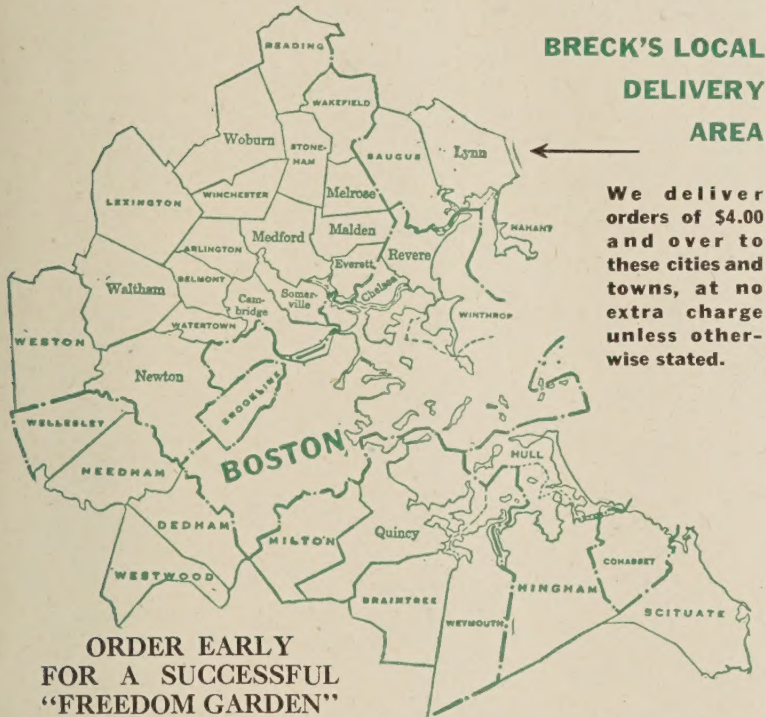 BRECK'S LOCAL
DELIVERY
AREA
We deliver
orders of $4.00
and over to
these cities and
towns, at no
extra charge
unless other-
wise stated.
READING
WAKEFIELD
Woburn
STONE-
HAM
SAUGUS
Lynn
LEXINGTON
WINCHESTER
Melrose
NAHANT
ARLINGTON
Medford
Malden
Revere
Waltham
BELMONT
Everett
Cam-
bridge
Somer-
ville
Chelsea
WINTHROP
WATERTOWN
WESTON
Newton
BROOKLINE
WELLESLEY
NEEDHAM
BOSTON
HULL
DEDHAM
MILTON
Quincy
WESTWOOD
BRAINTREE
WEYMOUTH
HINGHAM
COHASSET
SCITUATE
ORDER EARLY
FOR A SUCCESSFUL
"FREEDOM GARDEN"